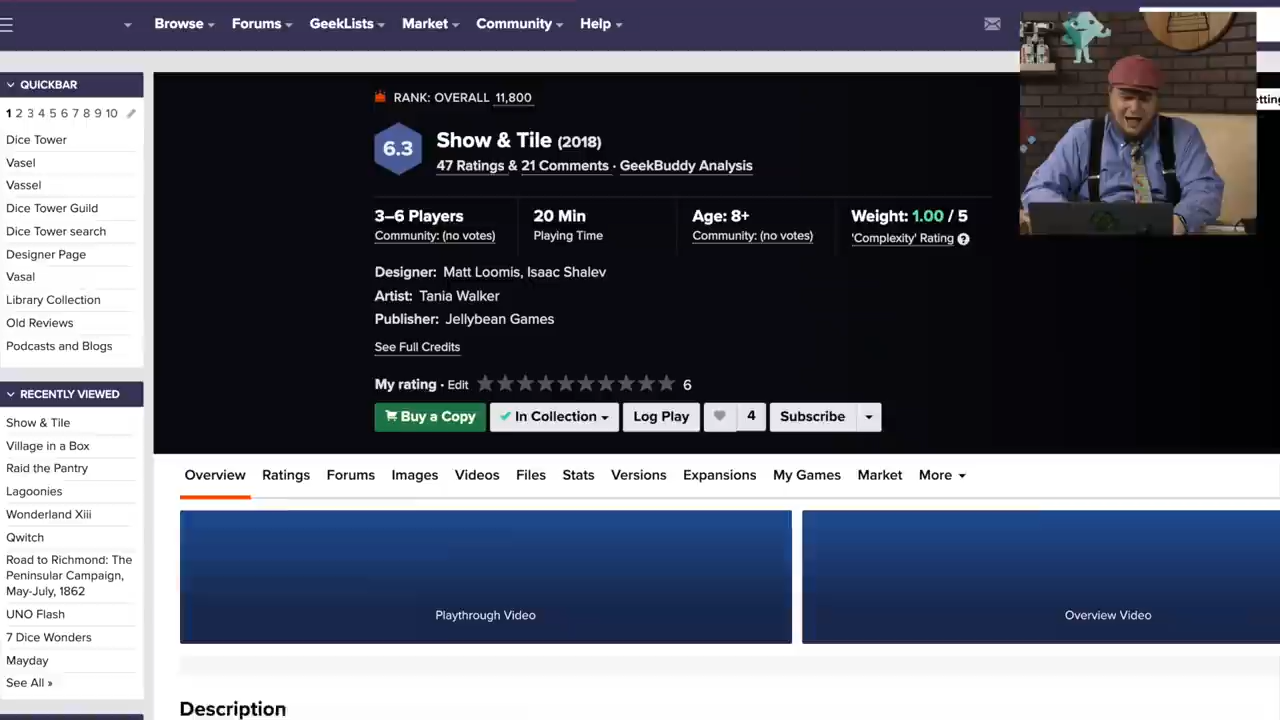 Browse
Forums
GeekLists
Market
Community
Help
QUICKBAR
1 2 3 4 5 6 7 8 9 10
Dice Tower
Vasel
Vassel
Dice Tower Guild
Dice Tower search
Designer Page
Vasal
Library Collection
Old Reviews
Podcasts and Blogs
RECENTLY VIEWED
Show & Tile
Village in a Box
Raid the Pantry
Lagoonies
Wonderland Xiii
Qwitch
Road to Richmond: The
Peninsular Campaign,
May-July, 1862
UNO Flash
7 Dice Wonders
Mayday
See All »
RANK: OVERALL 11,800
6.3
Show & Tile (2018)
47 Ratings & 21 Comments · GeekBuddy Analysis
3–6 Players
Community: (no votes)
20 Min
Playing Time
Age: 8+
Community: (no votes)
Weight: 1.00 / 5
'Complexity' Rating ?
Designer: Matt Loomis, Isaac Shalev
Artist: Tania Walker
Publisher: Jellybean Games
See Full Credits
My rating · Edit 6
Buy a Copy
In Collection
Log Play
4
Subscribe
Overview
Ratings
Forums
Images
Videos
Files
Stats
Versions
Expansions
My Games
Market
More
Playthrough Video
Overview Video
Description